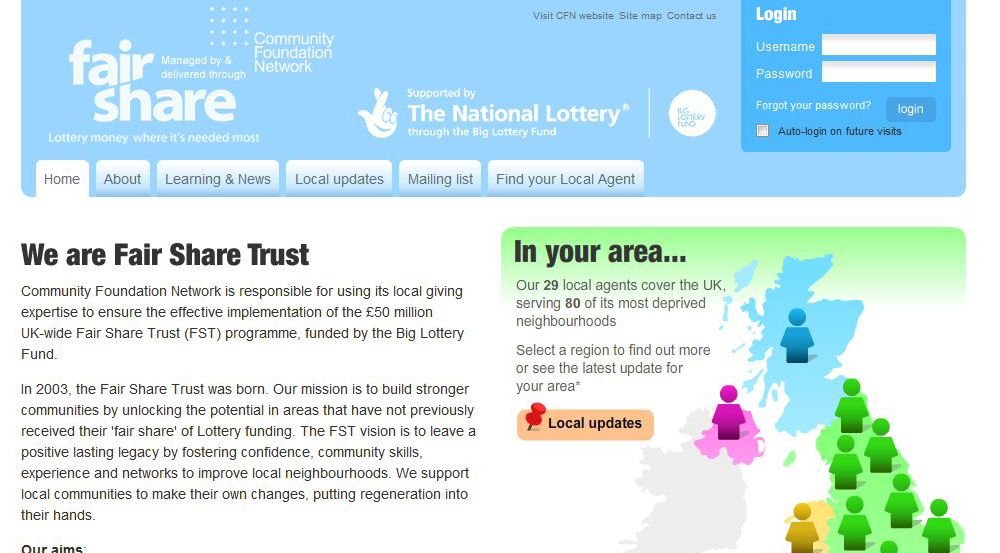 Visit CFN website Site map Contact us
Login
Username
Password
Forgot your password?
login
Auto-login on future visits
fair
share
Managed by &
delivered through
Community
Foundation
Network
Lottery money where it's needed most
Supported by
The National Lottery®
through the Big Lottery Fund
BIG
LOTTERY
FUND
Home
About
Learning & News
Local updates
Mailing list
Find your Local Agent
We are Fair Share Trust
Community Foundation Network is responsible for using its local giving
expertise to ensure the effective implementation of the £50 million
UK-wide Fair Share Trust (FST) programme, funded by the Big Lottery
Fund.
In 2003, the Fair Share Trust was born. Our mission is to build stronger
communities by unlocking the potential in areas that have not previously
received their 'fair share' of Lottery funding. The FST vision is to leave a
positive lasting legacy by fostering confidence, community skills,
experience and networks to improve local neighbourhoods. We support
local communities to make their own changes, putting regeneration into
their hands.
Our aims:
In your area...
Our 29 local agents cover the UK,
serving 80 of its most deprived
neighbourhoods
Select a region to find out more
or see the latest update for
your area*
Local updates